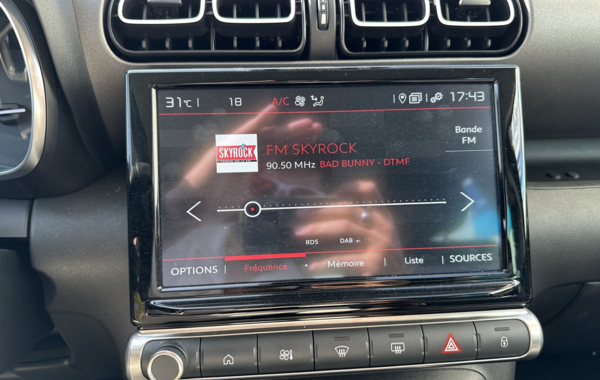 31°C 18 A/C 17:43
SKYROCK
FM SKYROCK
Bande
FM
90.50 MHz BAD BUNNY - DTMF
RDS DAB
OPTIONS Fréquence Mémoire Liste SOURCES